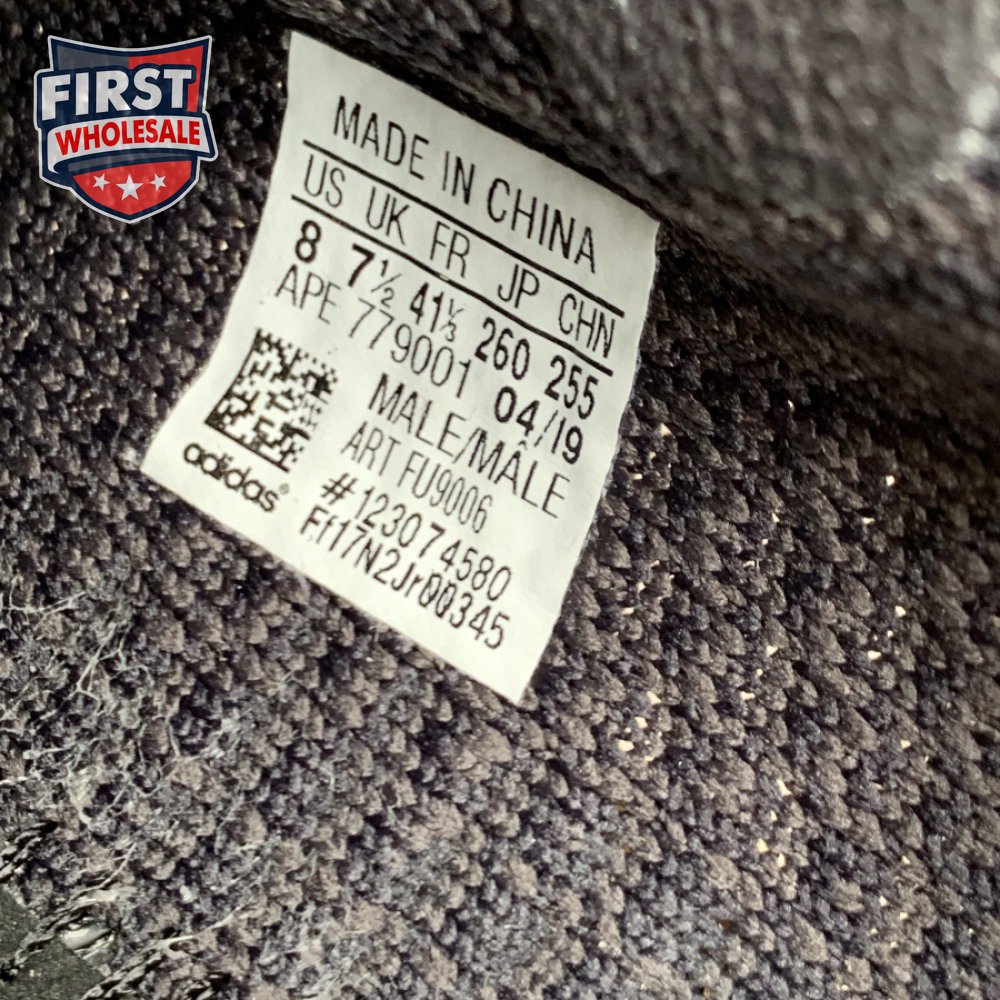 FIRST
WHOLESALE
MADE IN CHINA
US UK FR JP CHN
8 7½ 41⅓ 260 255
APE 779001 04/19
MALE/MÂLE
ART FU9006
#123074580
Ff17N2Jr00345
adidas®